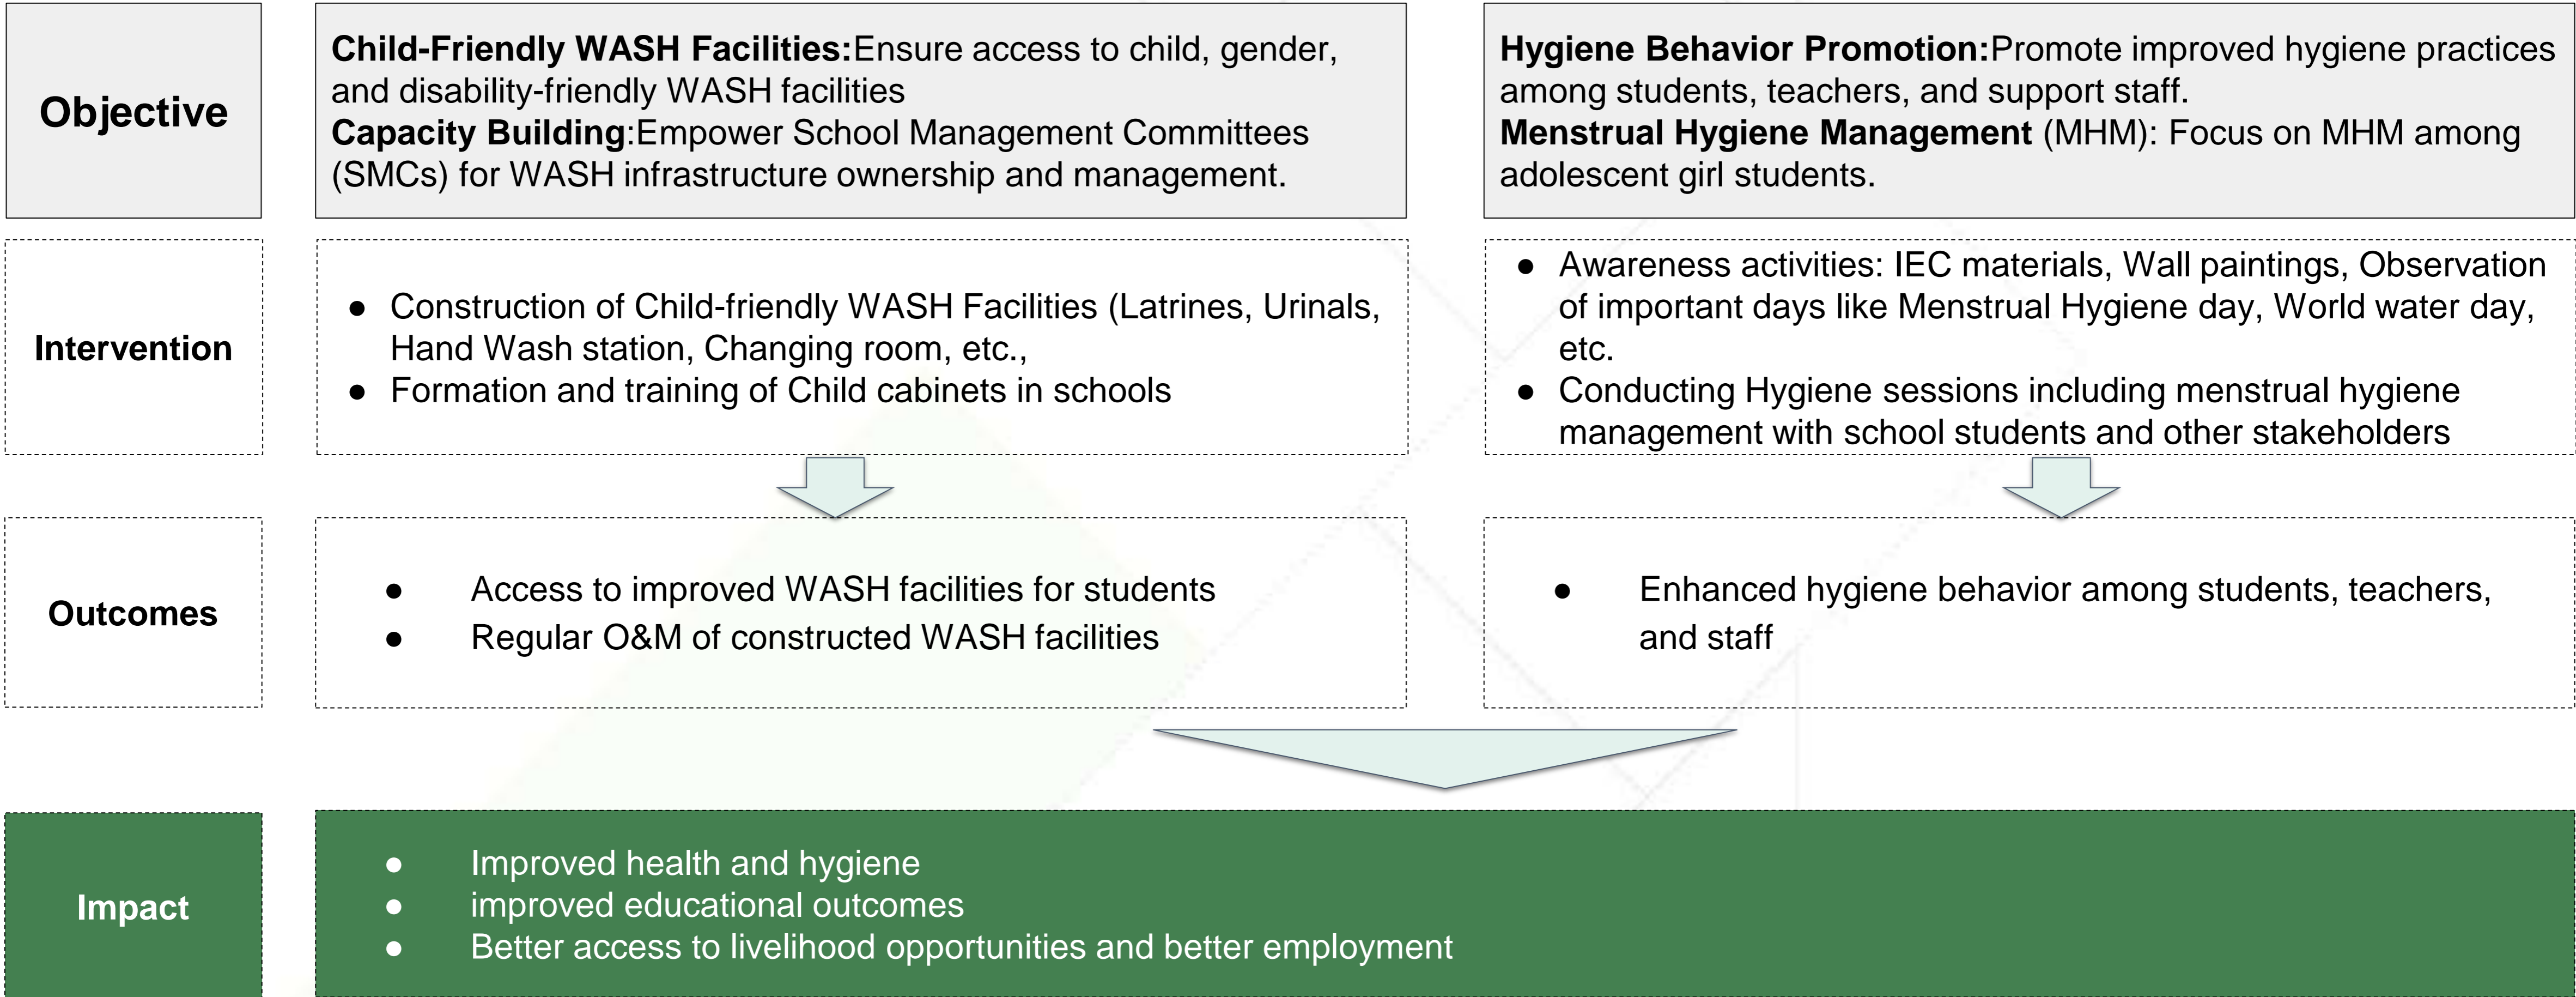 Objective
Child-Friendly WASH Facilities:Ensure access to child, gender,
and disability-friendly WASH facilities
Capacity Building:Empower School Management Committees
(SMCs) for WASH infrastructure ownership and management.
Hygiene Behavior Promotion:Promote improved hygiene practices
among students, teachers, and support staff.
Menstrual Hygiene Management (MHM): Focus on MHM among
adolescent girl students.
Intervention
● Construction of Child-friendly WASH Facilities (Latrines, Urinals,
Hand Wash station, Changing room, etc.,
● Formation and training of Child cabinets in schools
● Awareness activities: IEC materials, Wall paintings, Observation
of important days like Menstrual Hygiene day, World water day,
etc.
● Conducting Hygiene sessions including menstrual hygiene
management with school students and other stakeholders
Outcomes
● Access to improved WASH facilities for students
● Regular O&M of constructed WASH facilities
● Enhanced hygiene behavior among students, teachers,
and staff
Impact
● Improved health and hygiene
● improved educational outcomes
● Better access to livelihood opportunities and better employment